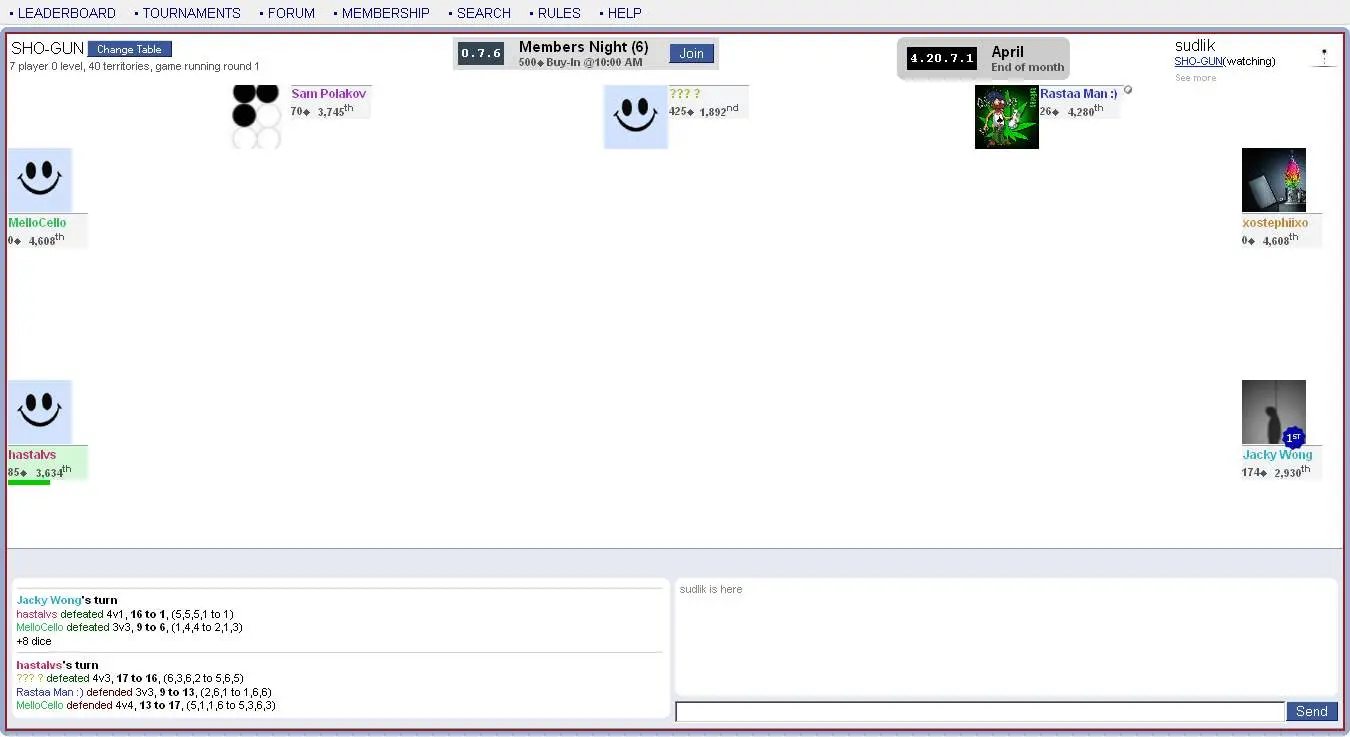 • LEADERBOARD • TOURNAMENTS • FORUM • MEMBERSHIP • SEARCH • RULES • HELP
SHO-GUN Change Table
7 player 0 level, 40 territories, game running round 1
0.7.6 Members Night (6) Join
500♦ Buy-In @10:00 AM
4.20.7.1 April
End of month
sudlik
SHO-GUN(watching)
See more
Sam Polakov
70♦ 3,745th
??? ?
425♦ 1,892nd
Rastaa Man :)
26♦ 4,280th
MelloCello
0♦ 4,608th
xostephiixo
0♦ 4,608th
hastalvs
85♦ 3,634th
1ST
Jacky Wong
174♦ 2,930th
Jacky Wong's turn
hastalvs defeated 4v1, 16 to 1, (5,5,5,1 to 1)
MelloCello defeated 3v3, 9 to 6, (1,4,4 to 2,1,3)
+8 dice
hastalvs's turn
??? ? defeated 4v3, 17 to 16, (6,3,6,2 to 5,6,5)
Rastaa Man :) defended 3v3, 9 to 13, (2,6,1 to 1,6,6)
MelloCello defended 4v4, 13 to 17, (5,1,1,6 to 5,3,6,3)
sudlik is here
Send